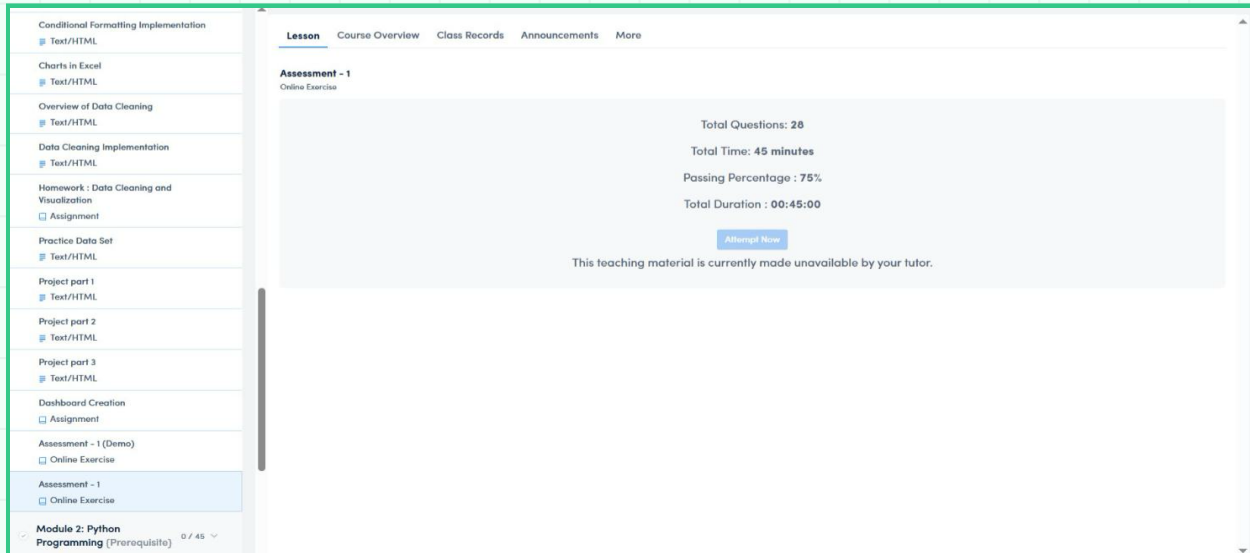 Conditional Formatting Implementation
Text/HTML
Charts in Excel
Text/HTML
Overview of Data Cleaning
Text/HTML
Data Cleaning Implementation
Text/HTML
Homework : Data Cleaning and
Visualization
Assignment
Practice Data Set
Text/HTML
Project part 1
Text/HTML
Project part 2
Text/HTML
Project part 3
Text/HTML
Dashboard Creation
Assignment
Assessment - 1 (Demo)
Online Exercise
Assessment - 1
Online Exercise
Module 2: Python
Programming (Prerequisite) 0 / 45
Lesson Course Overview Class Records Announcements More
Assessment - 1
Online Exercise
Total Questions: 28
Total Time: 45 minutes
Passing Percentage : 75%
Total Duration : 00:45:00
Attempt Now
This teaching material is currently made unavailable by your tutor.